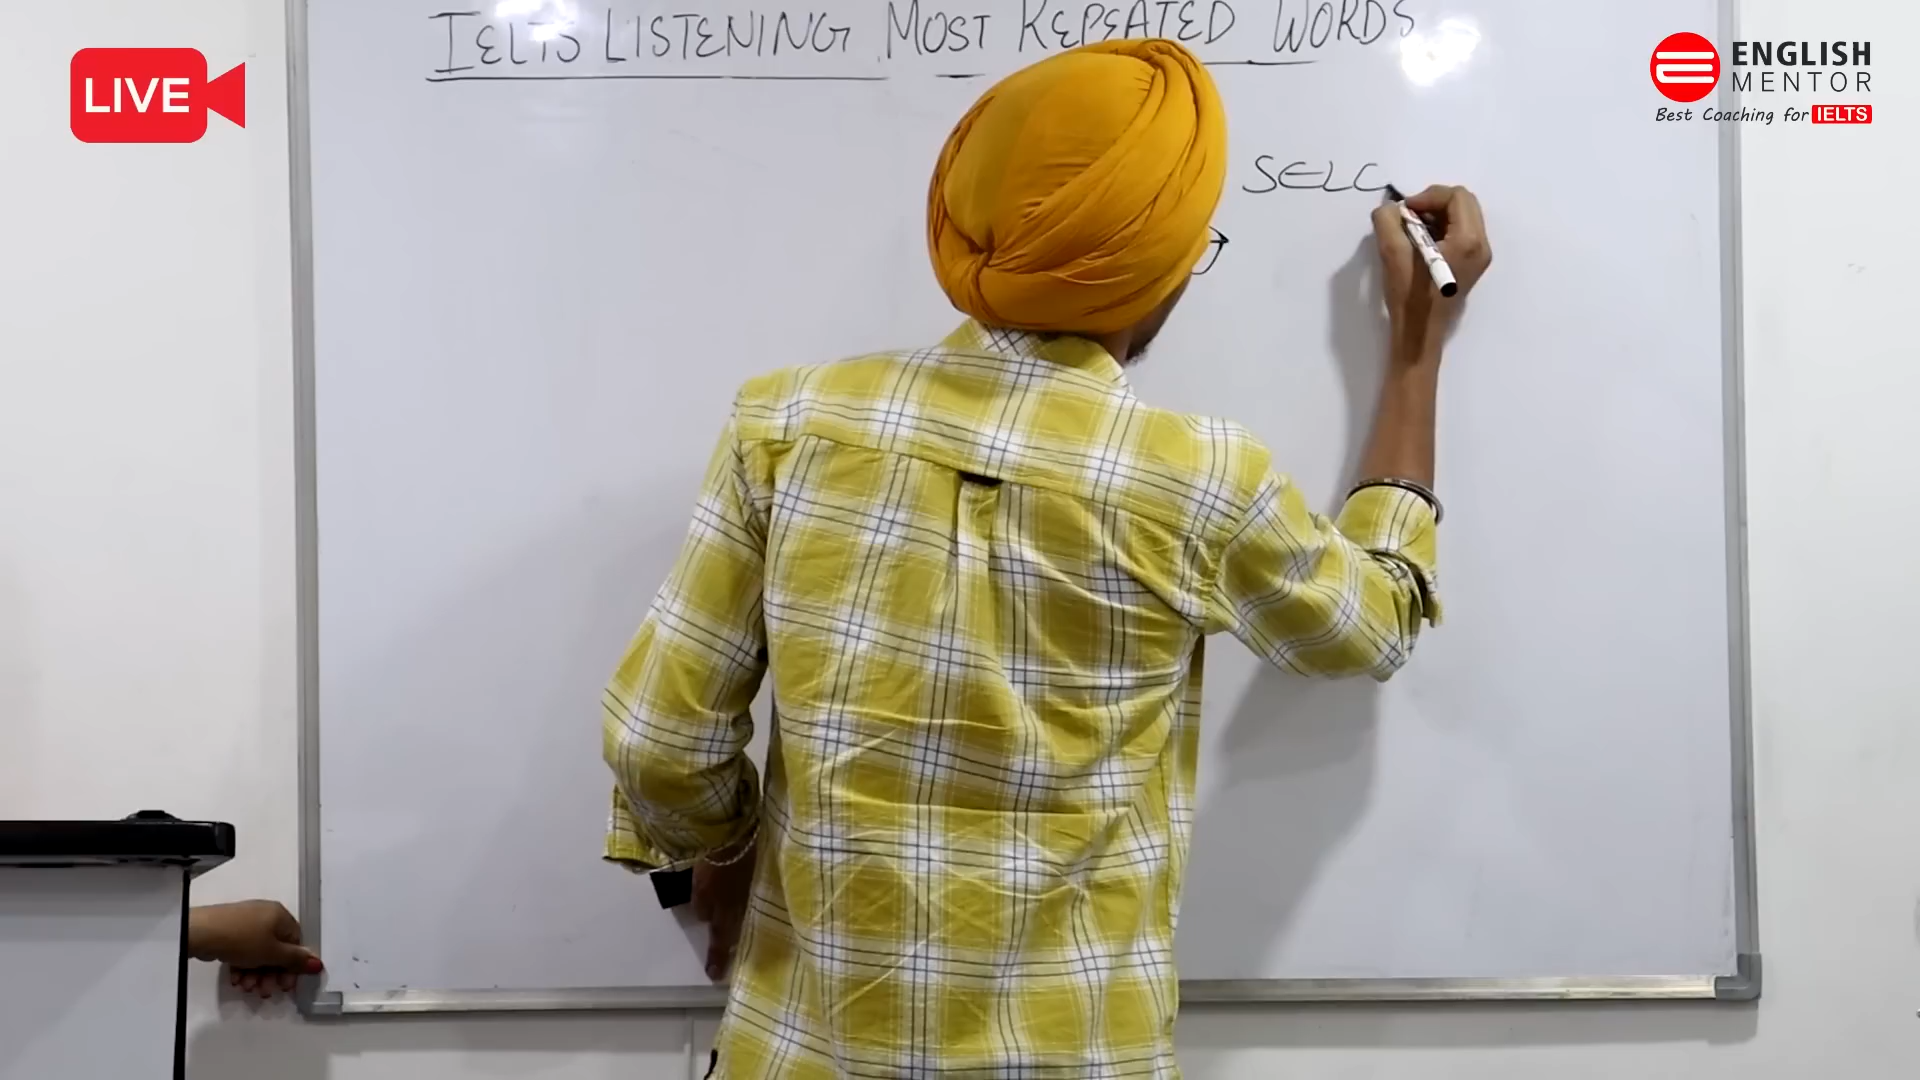 IELTS LISTENING MOST REPEATED WORDS
LIVE
ENGLISH
MENTOR
Best Coaching for IELTS
SELC